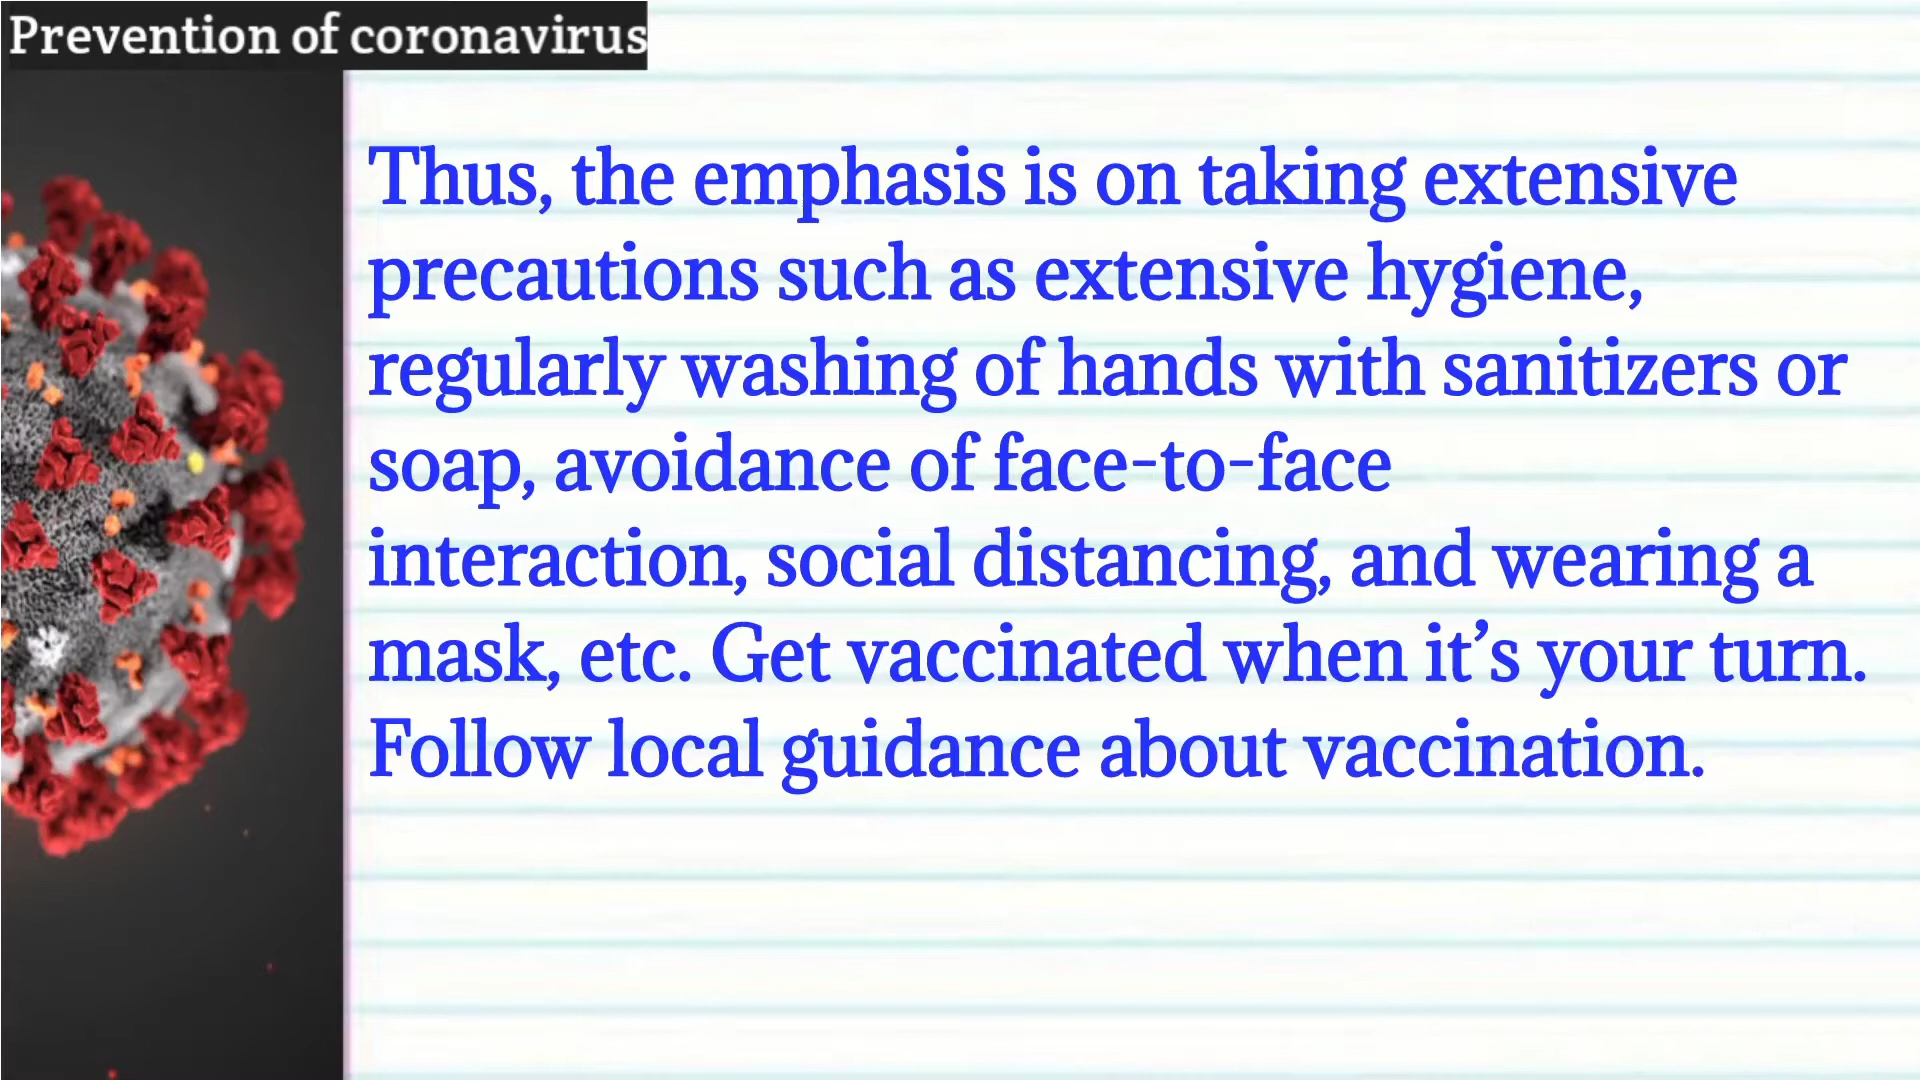 Prevention of coronavirus
Thus, the emphasis is on taking extensive
precautions such as extensive hygiene,
regularly washing of hands with sanitizers or
soap, avoidance of face-to-face
interaction, social distancing, and wearing a
mask, etc. Get vaccinated when it’s your turn.
Follow local guidance about vaccination.